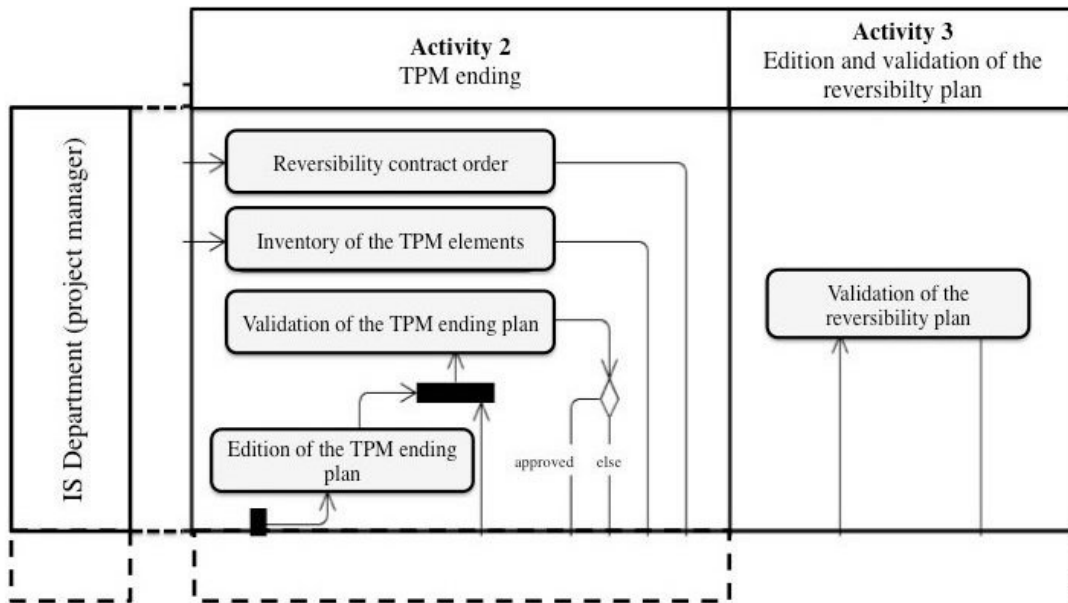 Activity 2
TPM ending
Activity 3
Edition and validation of the
reversibilty plan
IS Department (project manager)
Reversibility contract order
Inventory of the TPM elements
Validation of the TPM ending plan
Validation of the
reversibility plan
Edition of the TPM ending
plan
approved
else